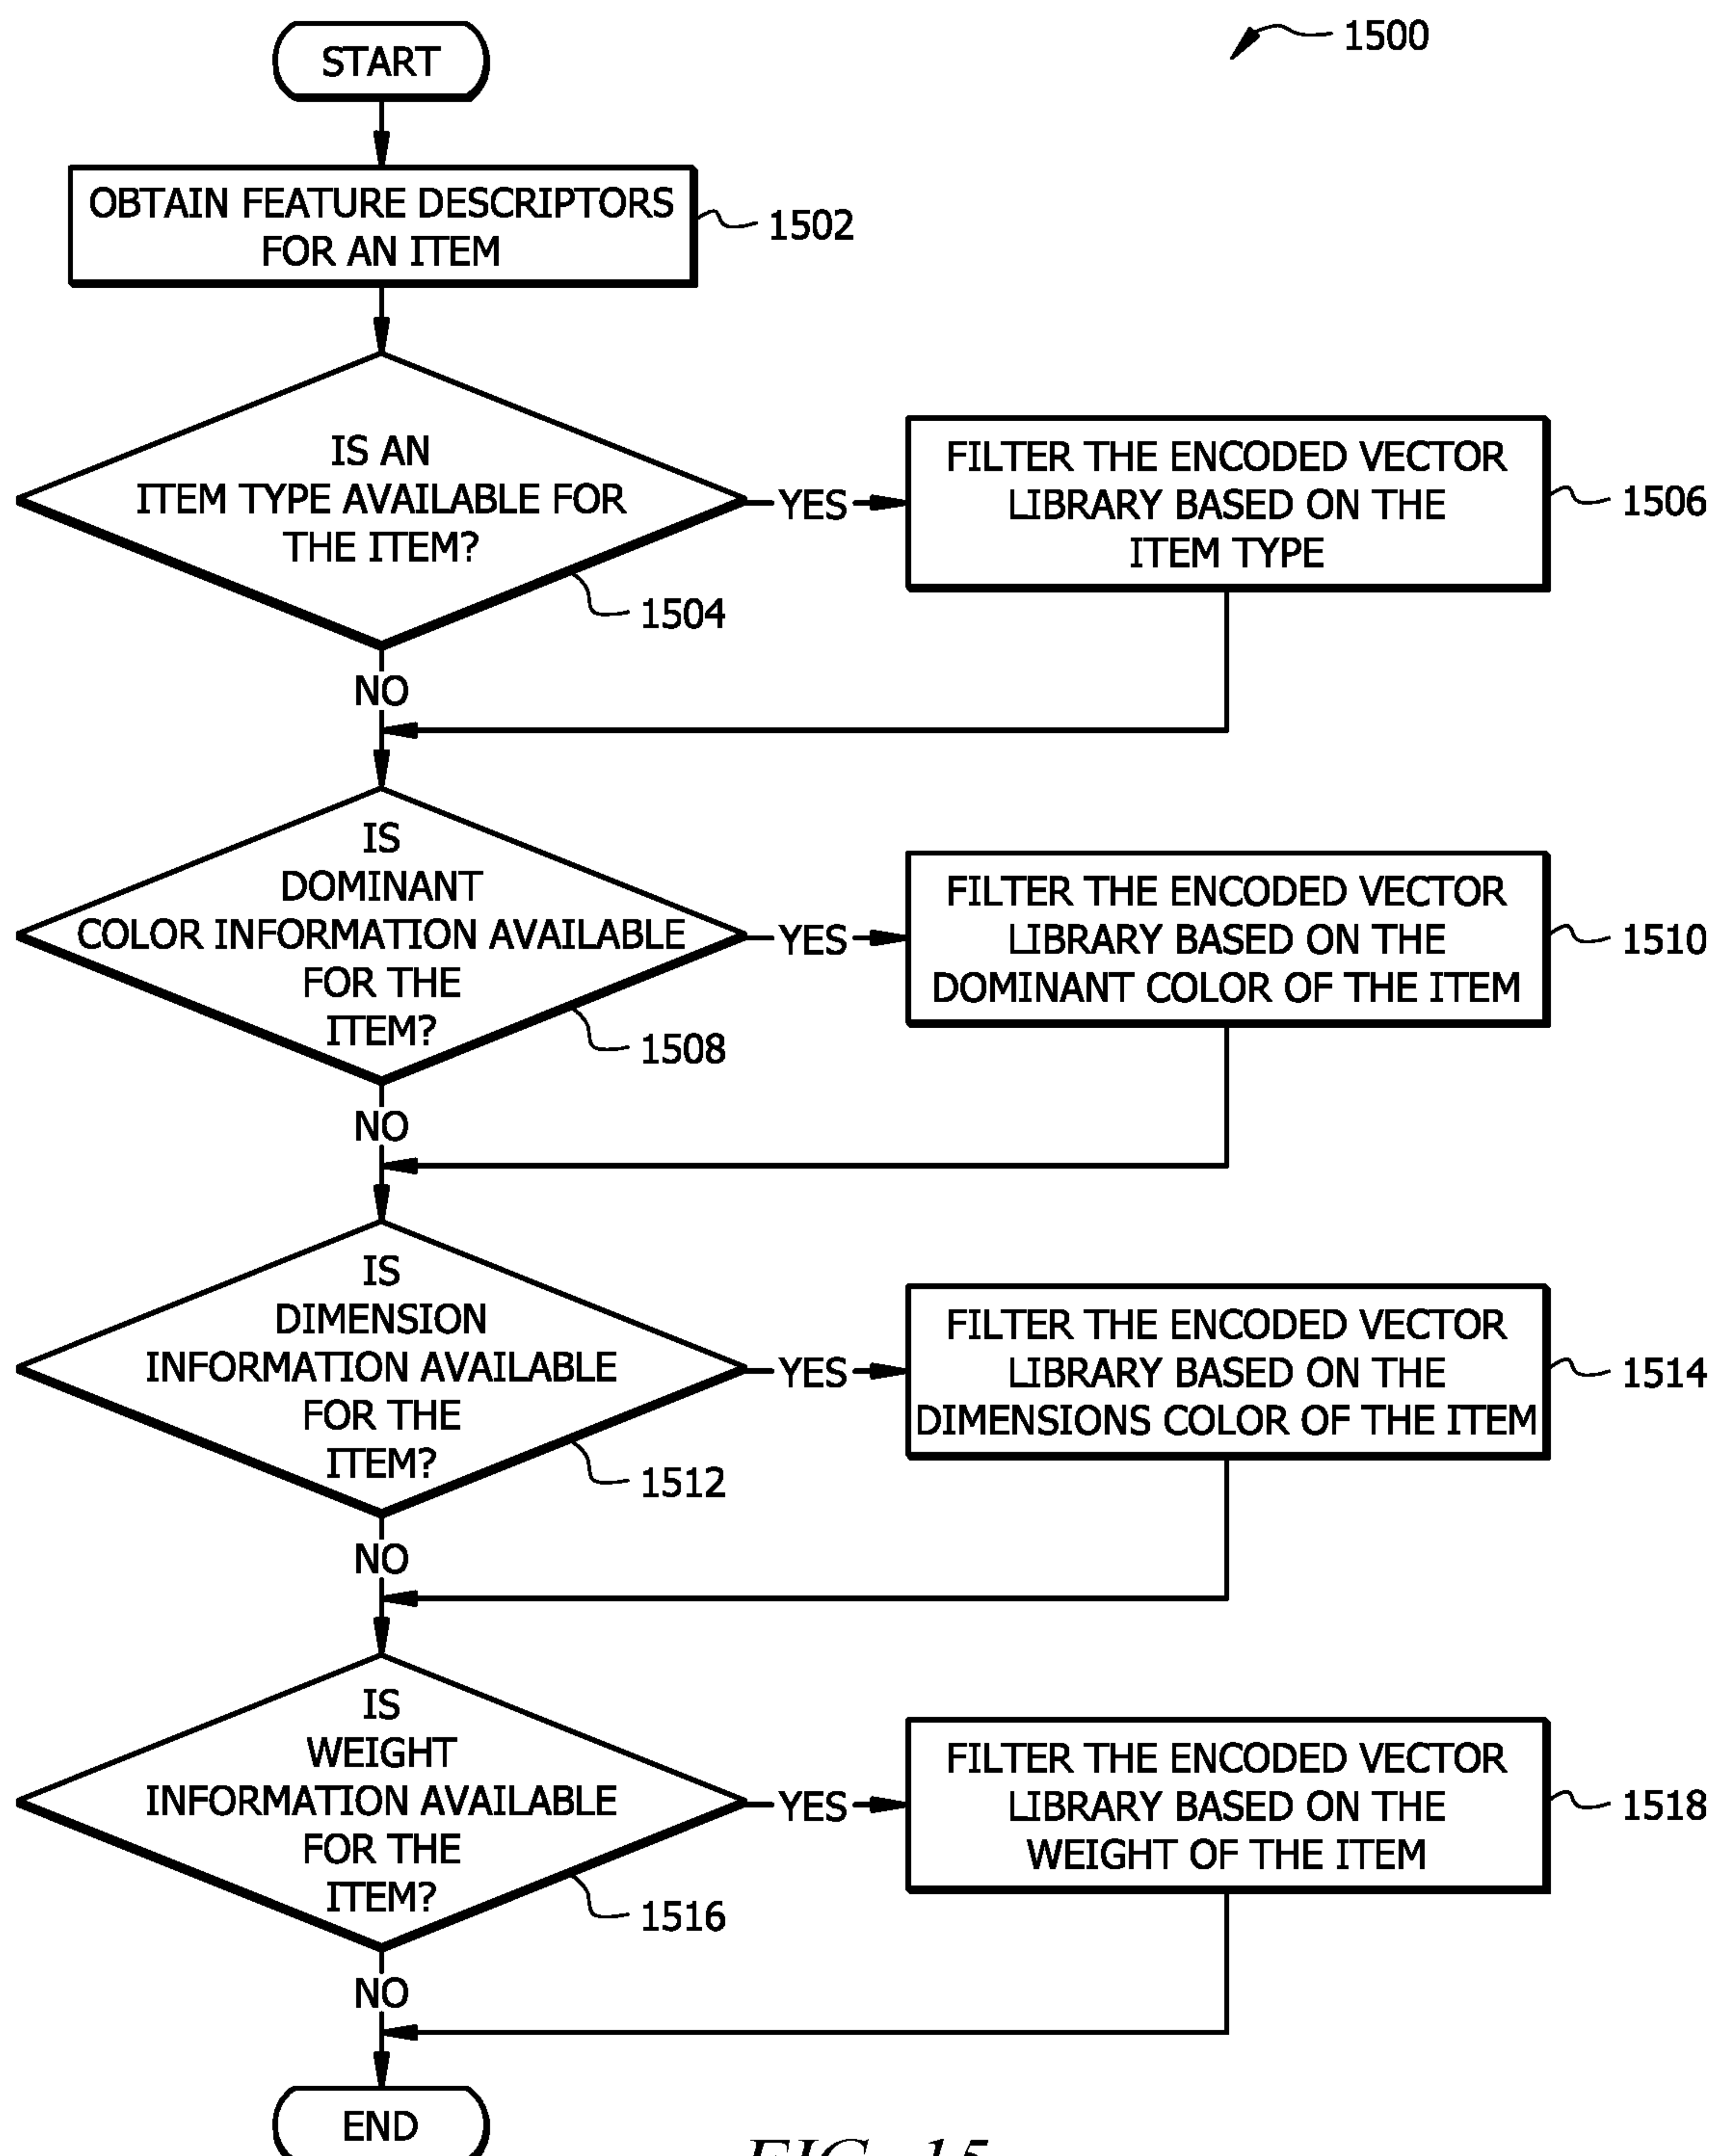 START
1500
OBTAIN FEATURE DESCRIPTORS
FOR AN ITEM
1502
IS AN
ITEM TYPE AVAILABLE FOR
THE ITEM?
1504
YES
FILTER THE ENCODED VECTOR
LIBRARY BASED ON THE
ITEM TYPE
1506
NO
IS
DOMINANT
COLOR INFORMATION AVAILABLE
FOR THE
ITEM?
1508
YES
FILTER THE ENCODED VECTOR
LIBRARY BASED ON THE
DOMINANT COLOR OF THE ITEM
1510
NO
IS
DIMENSION
INFORMATION AVAILABLE
FOR THE
ITEM?
1512
YES
FILTER THE ENCODED VECTOR
LIBRARY BASED ON THE
DIMENSIONS COLOR OF THE ITEM
1514
NO
IS
WEIGHT
INFORMATION AVAILABLE
FOR THE
ITEM?
1516
YES
FILTER THE ENCODED VECTOR
LIBRARY BASED ON THE
WEIGHT OF THE ITEM
1518
NO
END
FIG. 15